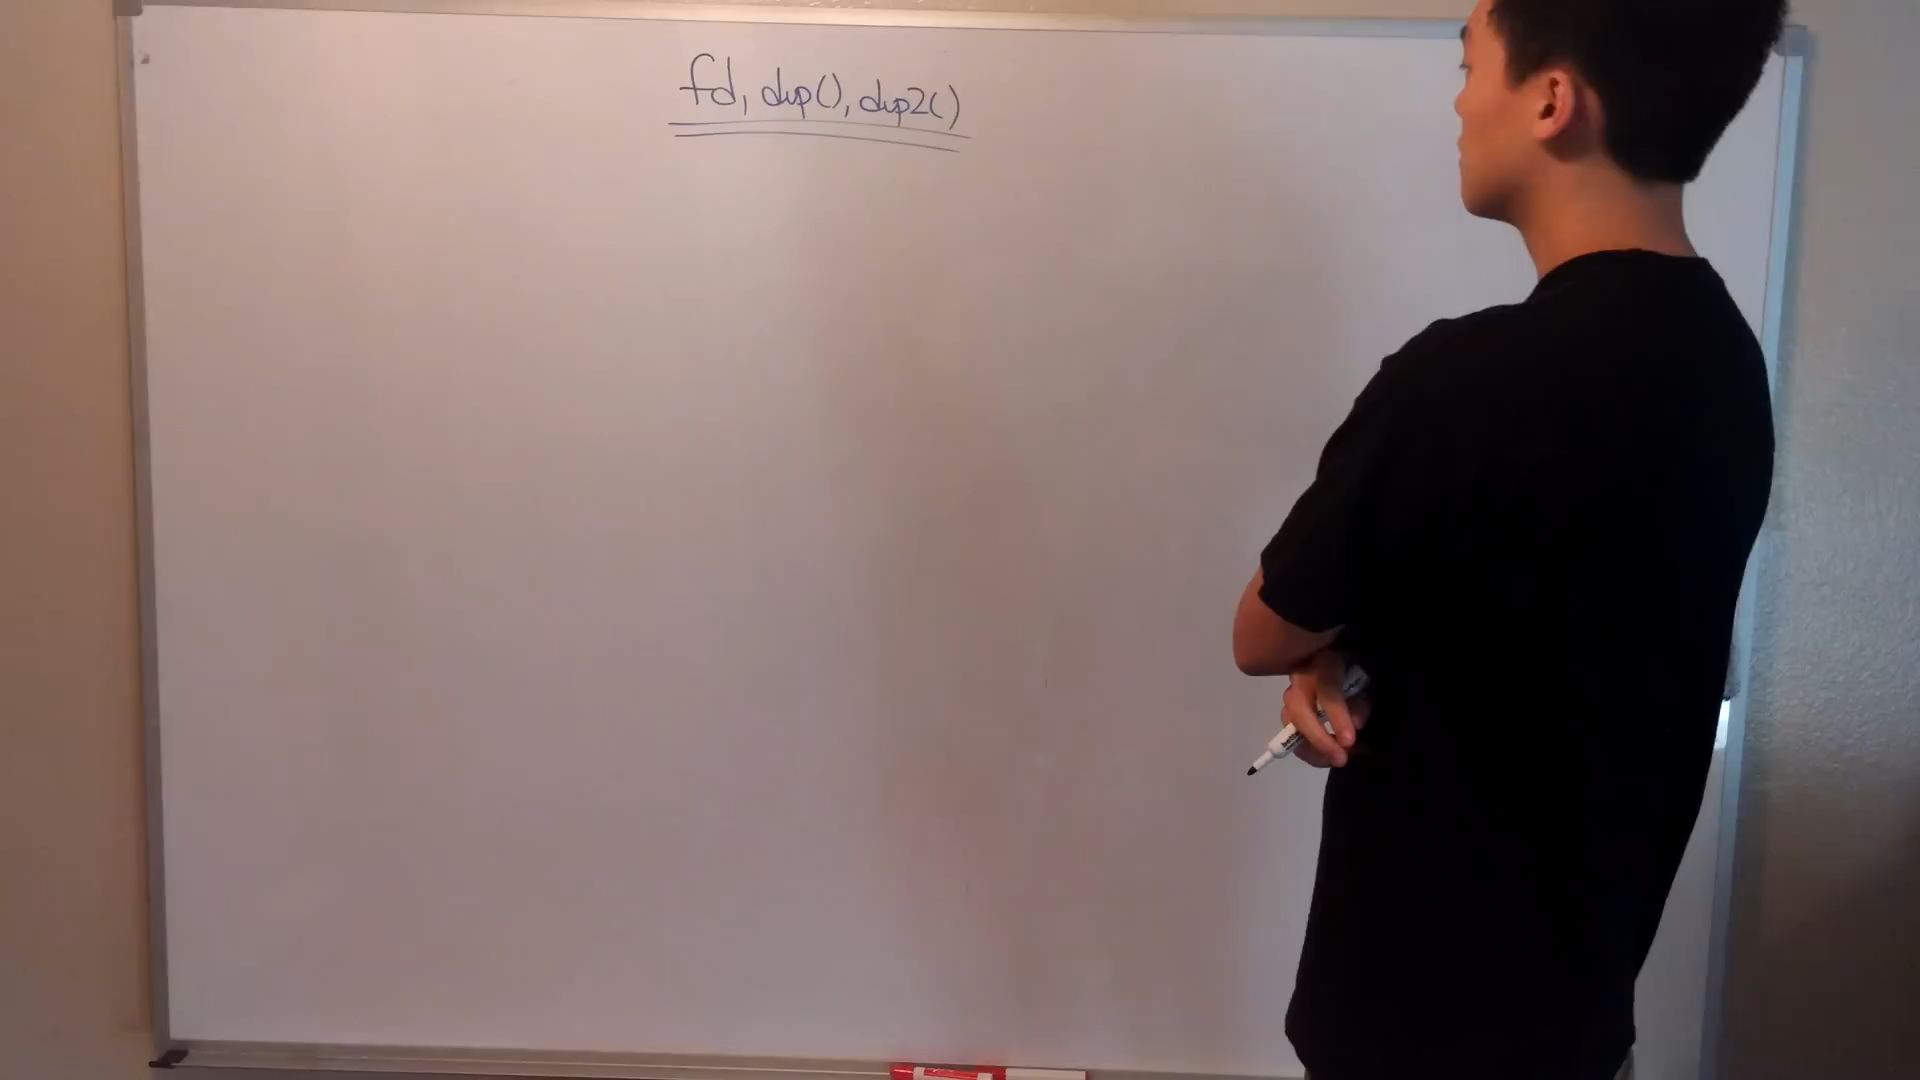 fd, dup(), dup2()